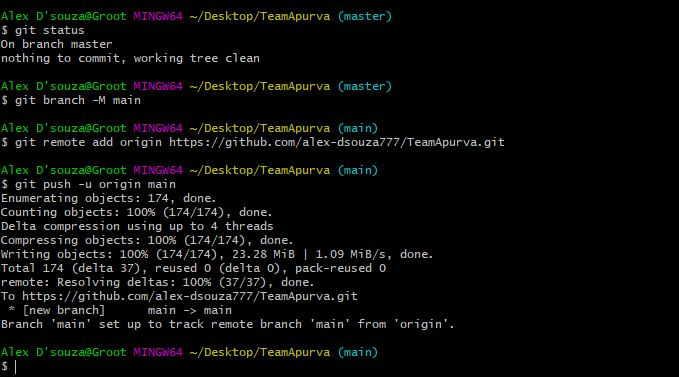 Alex D'souza@Groot MINGW64 ~/Desktop/TeamApurva (master)
$ git status
On branch master
nothing to commit, working tree clean
Alex D'souza@Groot MINGW64 ~/Desktop/TeamApurva (master)
$ git branch -M main
Alex D'souza@Groot MINGW64 ~/Desktop/TeamApurva (main)
$ git remote add origin https://github.com/alex-dsouza777/TeamApurva.git
Alex D'souza@Groot MINGW64 ~/Desktop/TeamApurva (main)
$ git push -u origin main
Enumerating objects: 174, done.
Counting objects: 100% (174/174), done.
Delta compression using up to 4 threads
Compressing objects: 100% (174/174), done.
Writing objects: 100% (174/174), 23.28 MiB | 1.09 MiB/s, done.
Total 174 (delta 37), reused 0 (delta 0), pack-reused 0
remote: Resolving deltas: 100% (37/37), done.
To https://github.com/alex-dsouza777/TeamApurva.git
 * [new branch]      main -> main
Branch 'main' set up to track remote branch 'main' from 'origin'.
Alex D'souza@Groot MINGW64 ~/Desktop/TeamApurva (main)
$